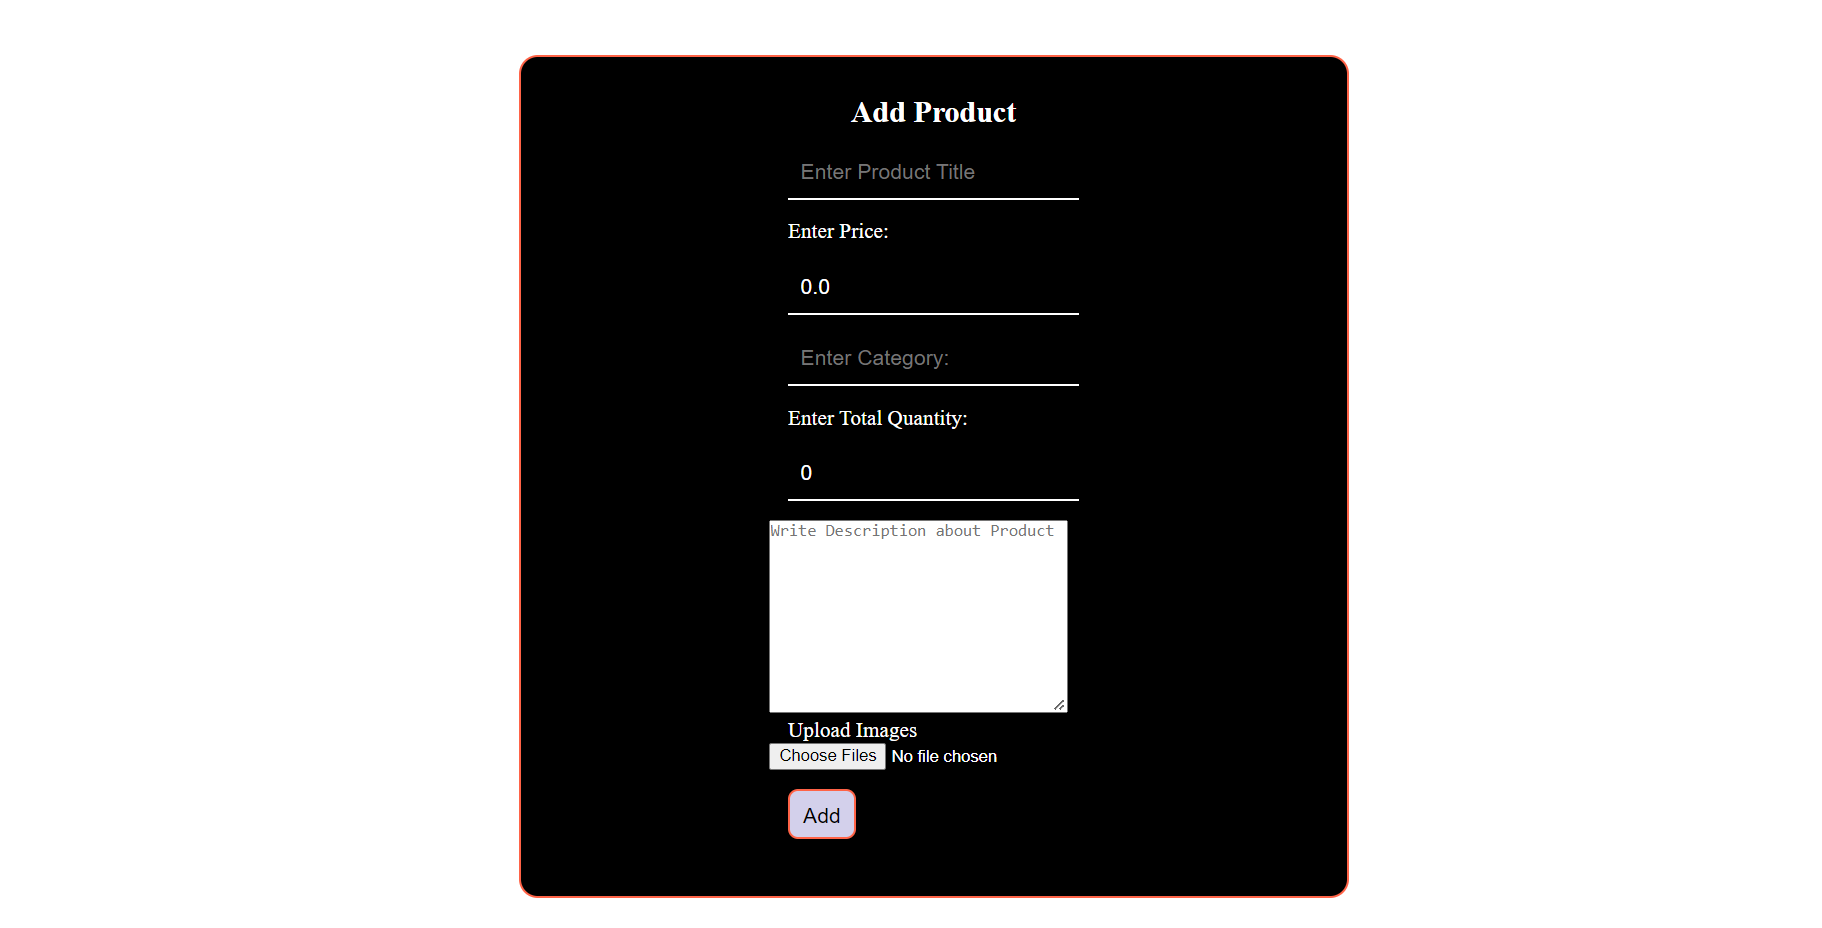 Add Product
Enter Product Title
Enter Price:
0.0
Enter Category:
Enter Total Quantity:
0
Write Description about Product
Upload Images
Choose Files No file chosen
Add